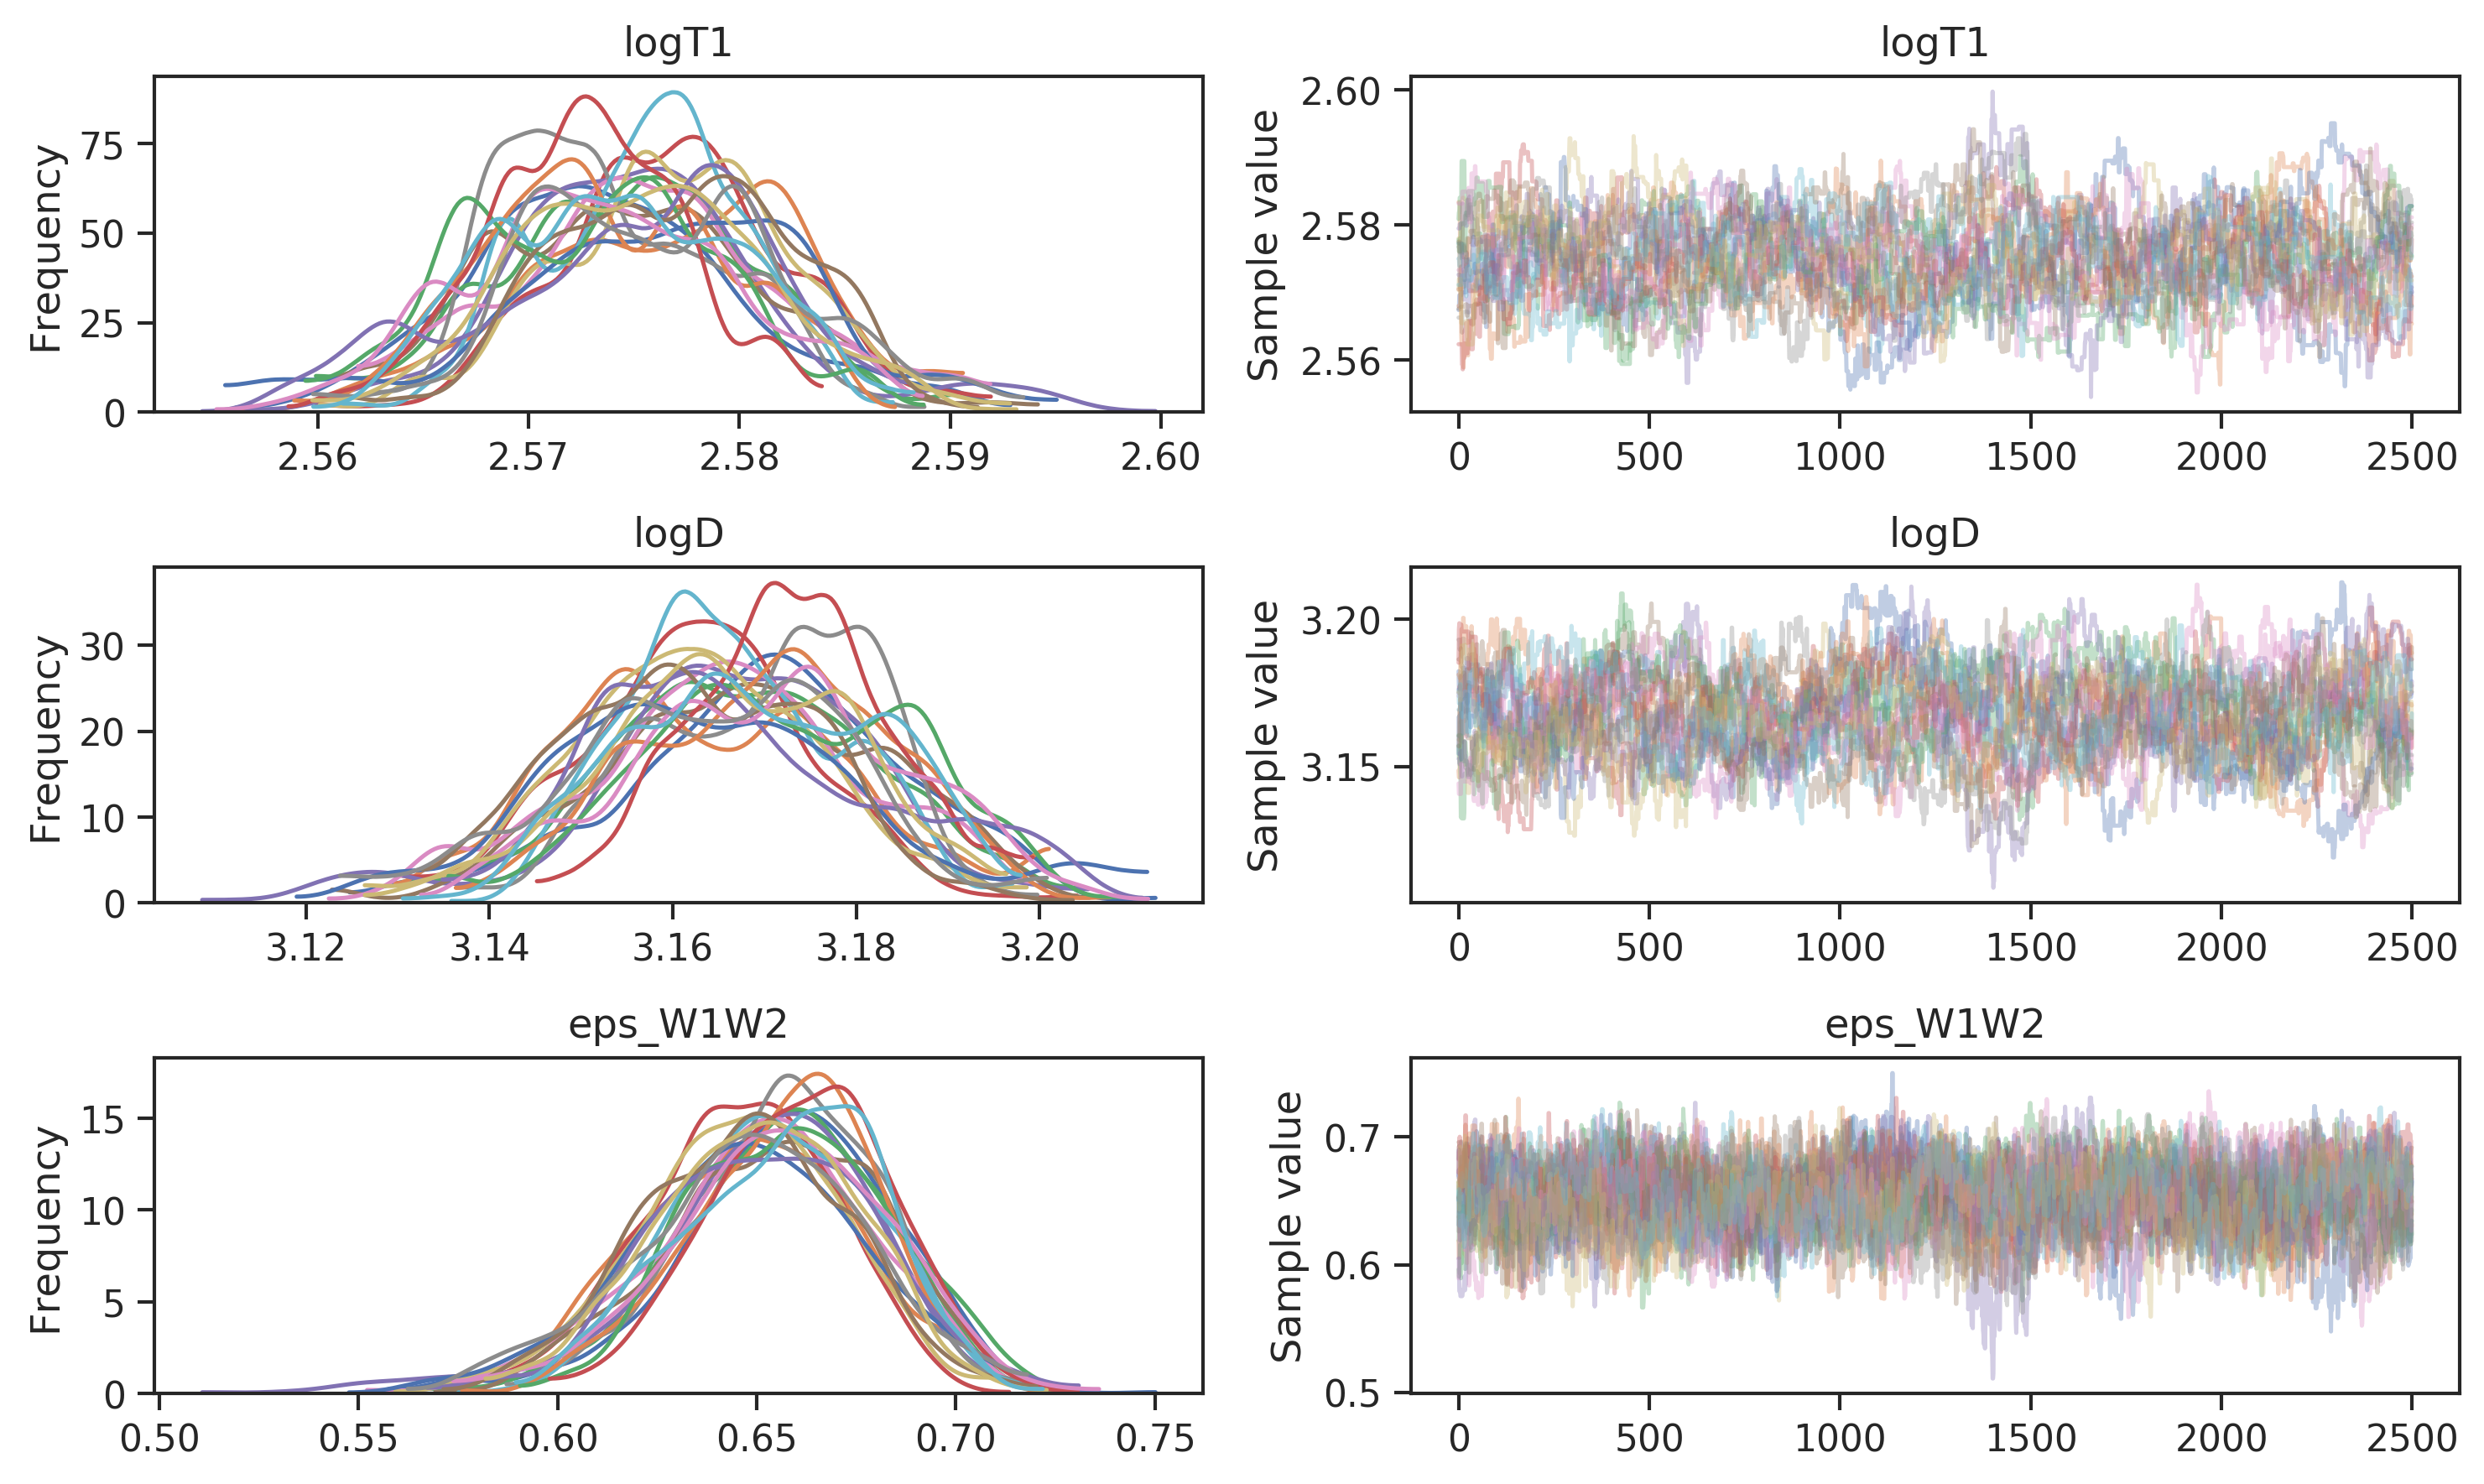 logT1
Frequency
75
50
25
0
2.56 2.57 2.58 2.59 2.60
logT1
Sample value
2.60
2.58
2.56
0 500 1000 1500 2000 2500
logD
Frequency
30
20
10
0
3.12 3.14 3.16 3.18 3.20
logD
Sample value
3.20
3.15
0 500 1000 1500 2000 2500
eps_W1W2
Frequency
15
10
5
0
0.50 0.55 0.60 0.65 0.70 0.75
eps_W1W2
Sample value
0.7
0.6
0.5
0 500 1000 1500 2000 2500